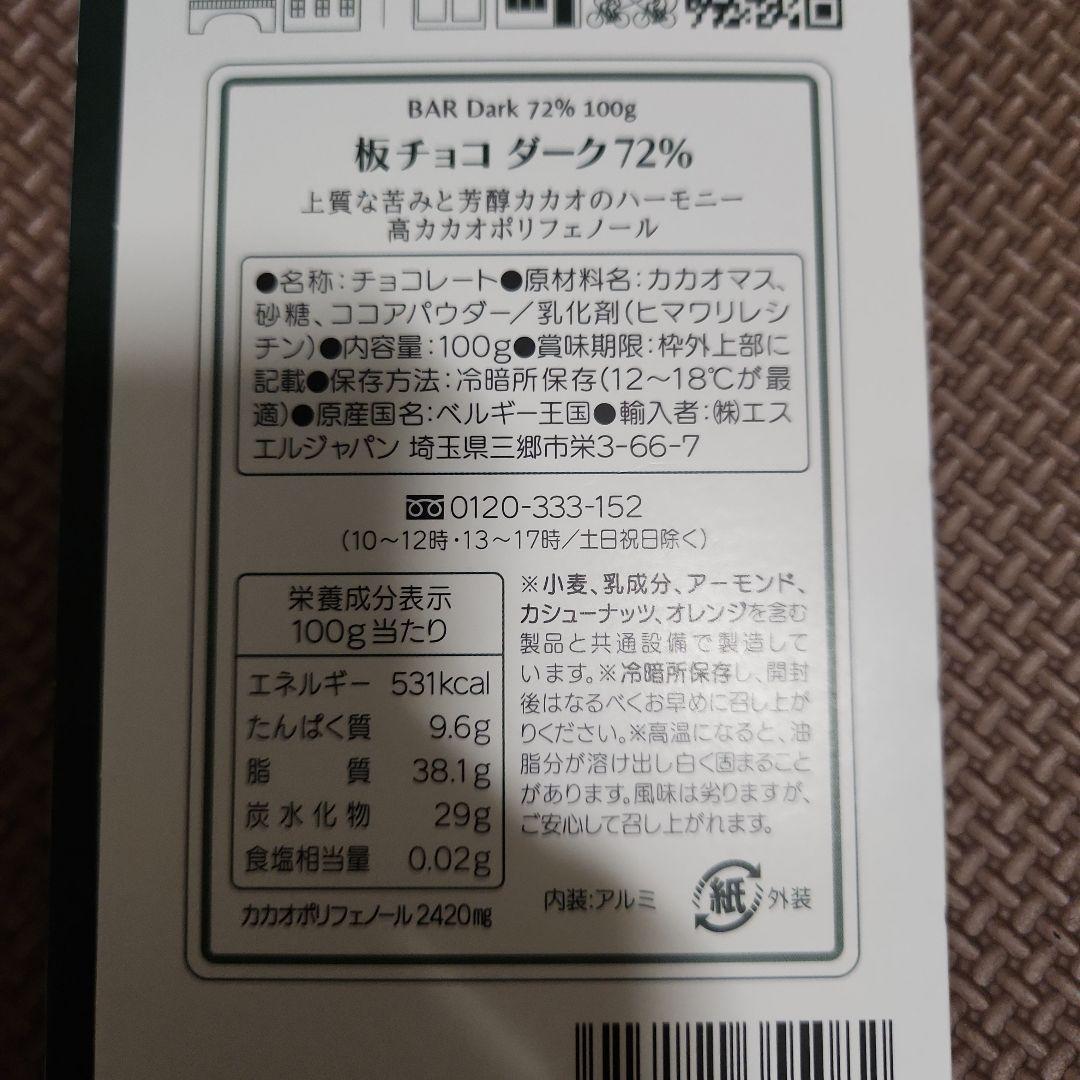 BAR Dark 72% 100g
板チョコ ダーク72%
上質な苦みと芳醇カカオのハーモニー
高カカオポリフェノール
●名称:チョコレート●原材料名:カカオマス、
砂糖、ココアパウダー/乳化剤(ヒマワリレシ
チン)●内容量:100g●賞味期限:枠外上部に
記載●保存方法:冷暗所保存(12~18℃が最
適)●原産国名:ベルギー王国●輸入者:㈱エス
エルジャパン 埼玉県三郷市栄3-66-7
0120-333-152
(10~12時・13~17時/土日祝日除く)
栄養成分表示
100g当たり
エネルギー 531kcal
たんぱく質 9.6g
脂質 38.1g
炭水化物 29g
食塩相当量 0.02g
カカオポリフェノール2420㎎
※小麦、乳成分、アーモンド、
カシューナッツ、オレンジを含む
製品と共通設備で製造して
います。※冷暗所保存し、開封
後はなるべくお早めに召し上が
りください。※高温になると、油
脂分が溶け出し白く固まること
があります。風味は劣りますが、
ご安心して召し上がれます。
内装:アルミ 紙 外装